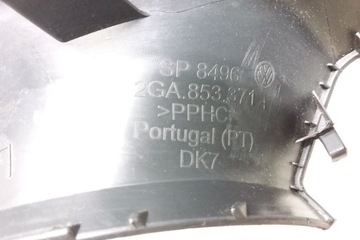 SP 8496
2GA.853.371
>PPHC
Portugal (PT)
DK7